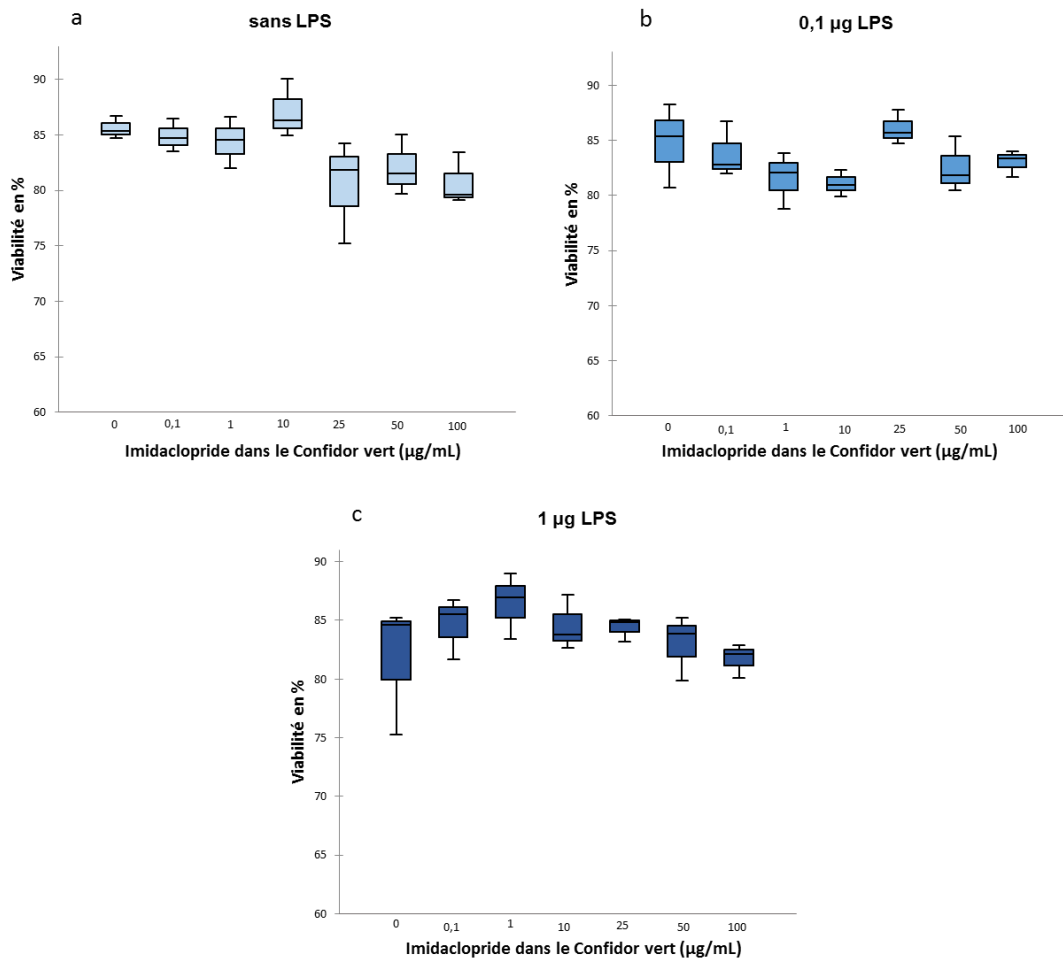 a
sans LPS
90
85
80
75
70
65
60
Viabilité en %
0 0,1 1 10 25 50 100
Imidaclopride dans le Confidor vert (µg/mL)
b
0,1 µg LPS
90
85
80
75
70
65
60
Viabilité en %
0 0,1 1 10 25 50 100
Imidaclopride dans le Confidor vert (µg/mL)
c
1 µg LPS
90
85
80
75
70
65
60
Viabilité en %
0 0,1 1 10 25 50 100
Imidaclopride dans le Confidor vert (µg/mL)